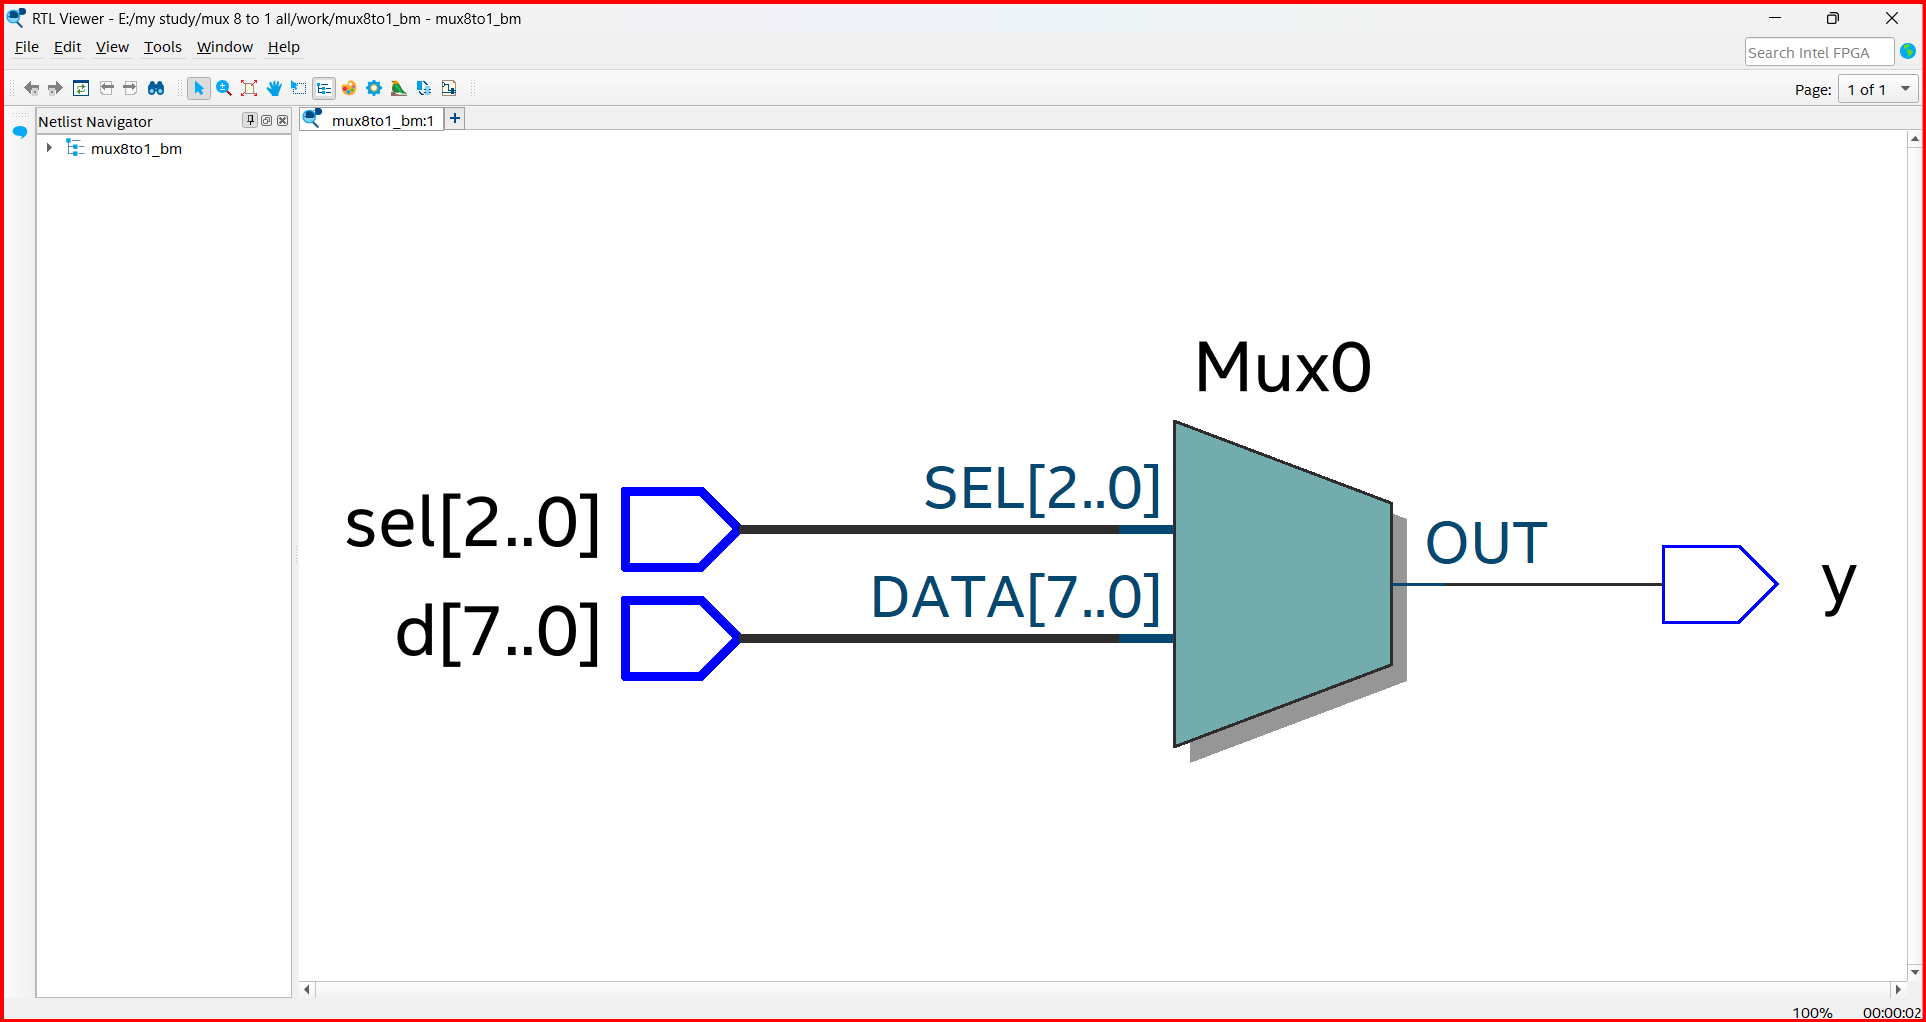 RTL Viewer - E:/my study/mux 8 to 1 all/work/mux8to1_bm - mux8to1_bm
File Edit View Tools Window Help
Search Intel FPGA
Page: 1 of 1
Netlist Navigator
mux8to1_bm:1
mux8to1_bm
Mux0
SEL[2..0]
sel[2..0]
OUT
DATA[7..0]
y
d[7..0]
100% 00:00:02